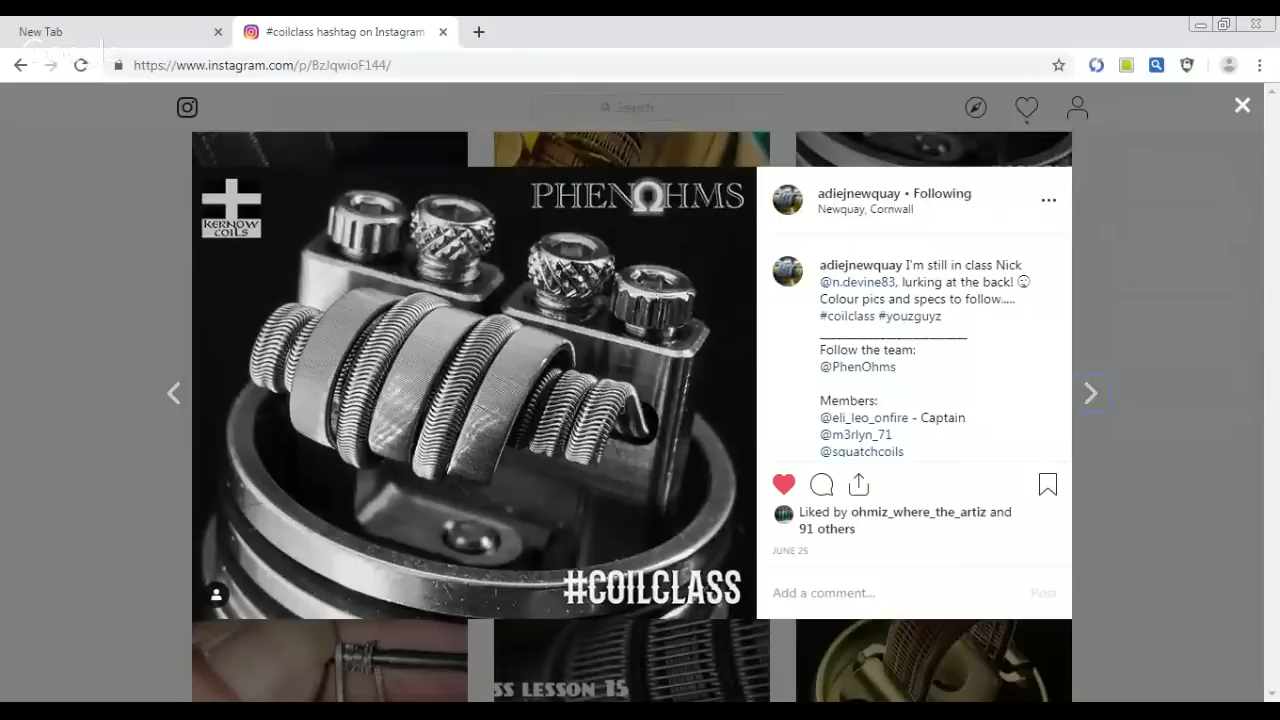 New Tab
#coilclass hashtag on Instagram
Google
https://www.instagram.com/p/BzJqwioF144/
Search
KERNOW
COILS
PHENΩHMS
#COILCLASS
adiejnewquay • Following
Newquay, Cornwall
adiejnewquay I'm still in class Nick
@n.devine83, lurking at the back! 🤫
Colour pics and specs to follow.....
#coilclass #youzguyz
Follow the team:
@PhenOhms
Members:
@eli_leo_onfire - Captain
@m3rlyn_71
@squatchcoils
Liked by ohmiz_where_the_artiz and
91 others
JUNE 25
Add a comment...
Post
SS LESSON 15